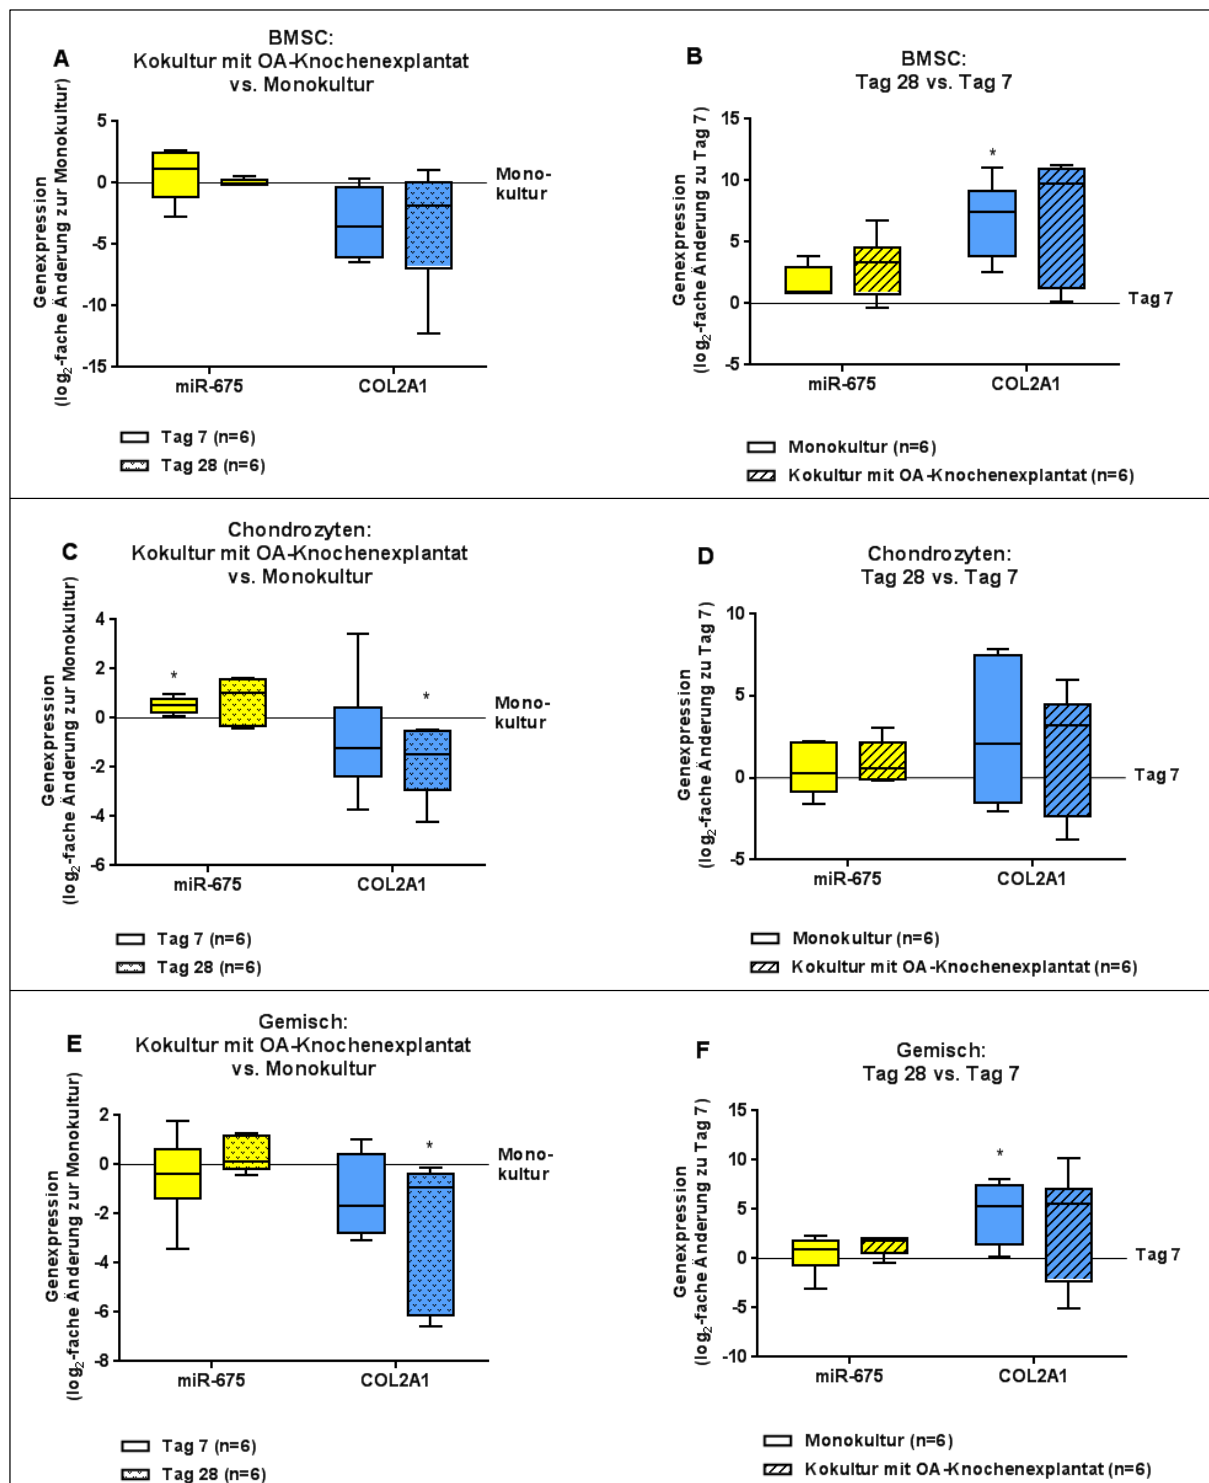 A
BMSC:
Kokultur mit OA-Knochenexplantat
vs. Monokultur
Genexpression
(log2-fache Änderung zur Monokultur)
5
0
-5
-10
-15
Mono-
kultur
miR-675
COL2A1
Tag 7 (n=6)
Tag 28 (n=6)
B
BMSC:
Tag 28 vs. Tag 7
Genexpression
(log2-fache Änderung zu Tag 7)
15
10
5
0
-5
*
Tag 7
miR-675
COL2A1
Monokultur (n=6)
Kokultur mit OA-Knochenexplantat (n=6)
C
Chondrozyten:
Kokultur mit OA-Knochenexplantat
vs. Monokultur
Genexpression
(log2-fache Änderung zur Monokultur)
4
2
0
-2
-4
-6
*
*
Mono-
kultur
miR-675
COL2A1
Tag 7 (n=6)
Tag 28 (n=6)
D
Chondrozyten:
Tag 28 vs. Tag 7
Genexpression
(log2-fache Änderung zu Tag 7)
10
5
0
-5
Tag 7
miR-675
COL2A1
Monokultur (n=6)
Kokultur mit OA-Knochenexplantat (n=6)
E
Gemisch:
Kokultur mit OA-Knochenexplantat
vs. Monokultur
Genexpression
(log2-fache Änderung zur Monokultur)
2
0
-2
-4
-6
-8
*
Mono-
kultur
miR-675
COL2A1
Tag 7 (n=6)
Tag 28 (n=6)
F
Gemisch:
Tag 28 vs. Tag 7
Genexpression
(log2-fache Änderung zu Tag 7)
15
10
5
0
-5
-10
*
Tag 7
miR-675
COL2A1
Monokultur (n=6)
Kokultur mit OA-Knochenexplantat (n=6)